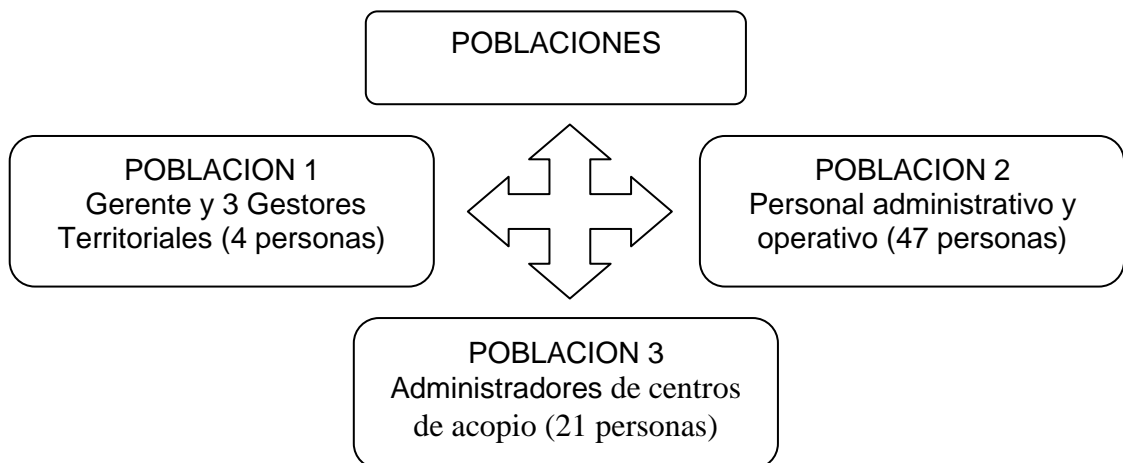 POBLACIONES
POBLACION 1
Gerente y 3 Gestores
Territoriales (4 personas)
POBLACION 2
Personal administrativo y
operativo (47 personas)
POBLACION 3
Administradores de centros
de acopio (21 personas)